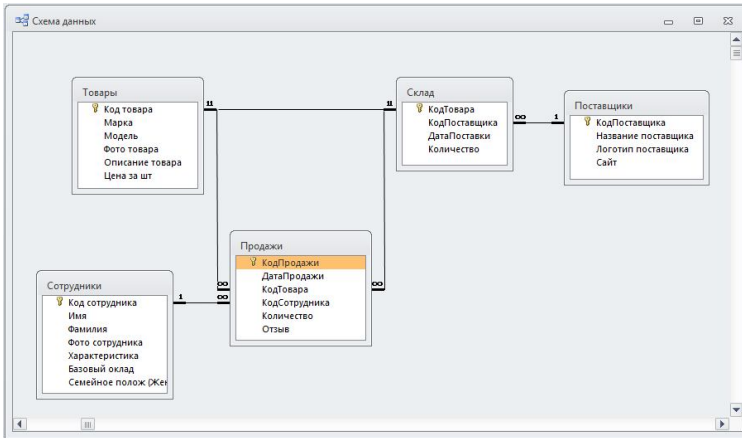 Схема данных
Товары
Код товара
Марка
Модель
Фото товара
Описание товара
Цена за шт
1
1
1
1
Склад
КодТовара
КодПоставщика
ДатаПоставки
Количество
∞
1
Поставщики
КодПоставщика
Название поставщика
Логотип поставщика
Сайт
Продажи
КодПродажи
ДатаПродажи
КодТовара
КодСотрудника
Количество
Отзыв
∞
∞
∞
1
Сотрудники
Код сотрудника
Имя
Фамилия
Фото сотрудника
Характеристика
Базовый оклад
Семейное полож (Жен